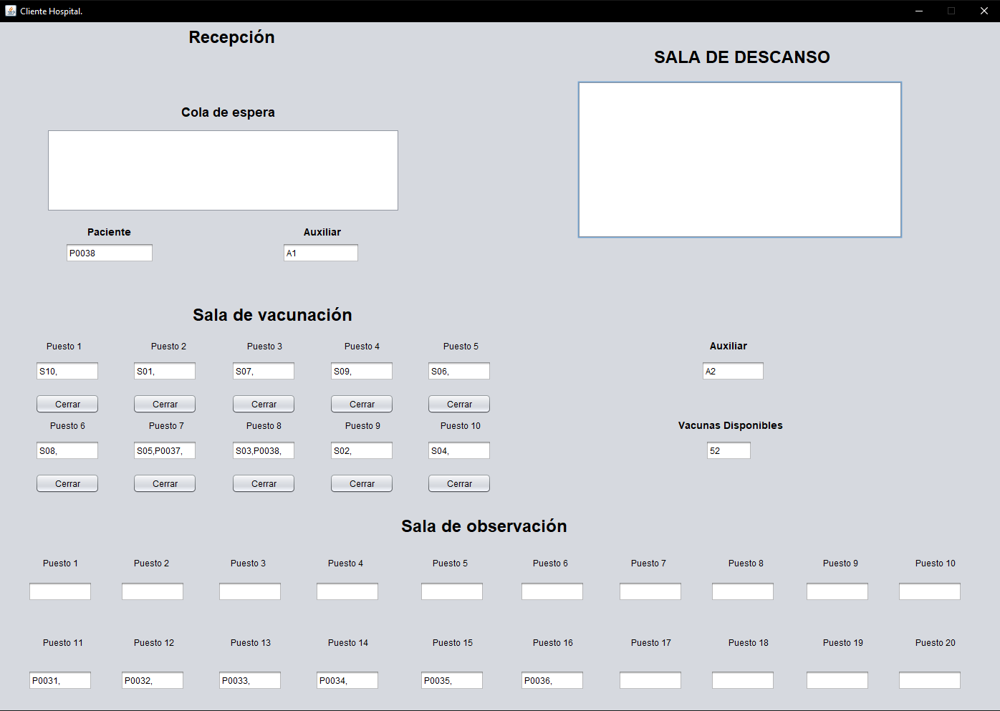 Cliente Hospital.
Recepción
SALA DE DESCANSO
Cola de espera
Paciente Auxiliar
P0038 A1
Sala de vacunación
Puesto 1 Puesto 2 Puesto 3 Puesto 4 Puesto 5 Auxiliar
S10, S01, S07, S09, S06, A2
Cerrar Cerrar Cerrar Cerrar Cerrar
Puesto 6 Puesto 7 Puesto 8 Puesto 9 Puesto 10 Vacunas Disponibles
S08, S05,P0037, S03,P0038, S02, S04, 52
Cerrar Cerrar Cerrar Cerrar Cerrar
Sala de observación
Puesto 1 Puesto 2 Puesto 3 Puesto 4 Puesto 5 Puesto 6 Puesto 7 Puesto 8 Puesto 9 Puesto 10
Puesto 11 Puesto 12 Puesto 13 Puesto 14 Puesto 15 Puesto 16 Puesto 17 Puesto 18 Puesto 19 Puesto 20
P0031, P0032, P0033, P0034, P0035, P0036,